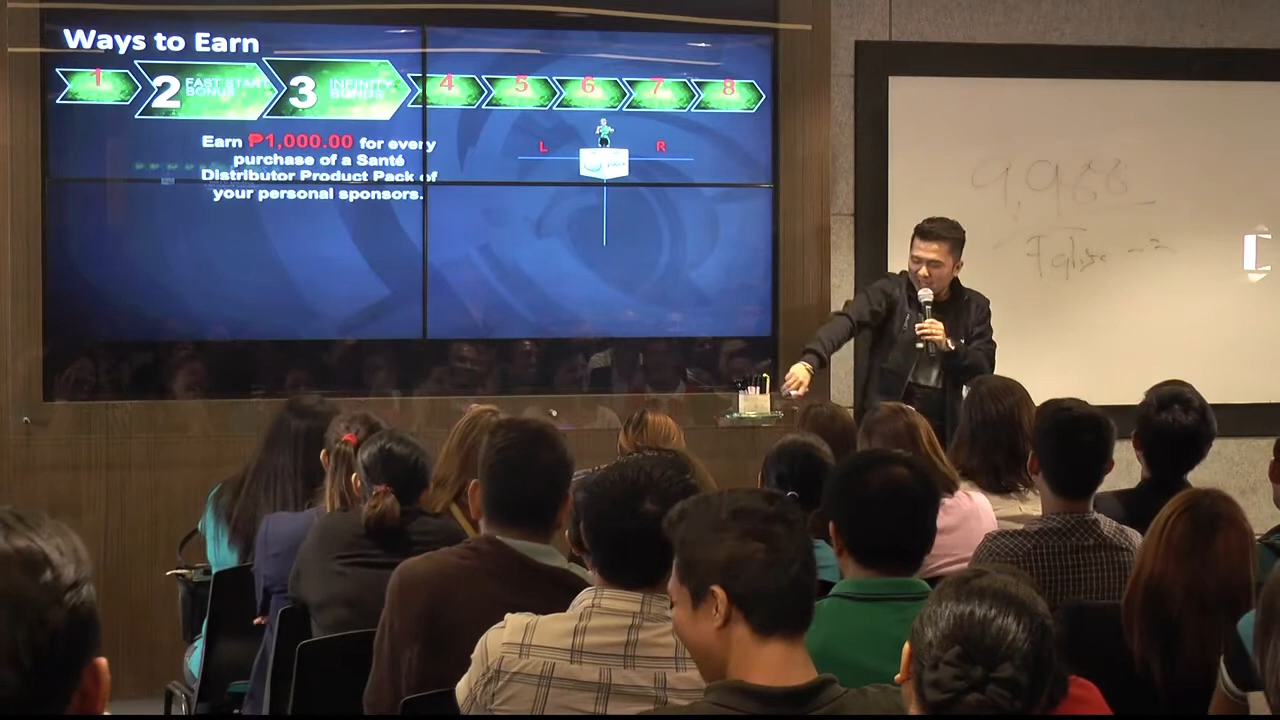 Ways to Earn
1
2 FAST START
BONUS
3 INFINITY
BONUS
4 5 6 7 8
Earn ₱1,000.00 for every
purchase of a Santé
Distributor Product Pack of
your personal sponsors.
L R